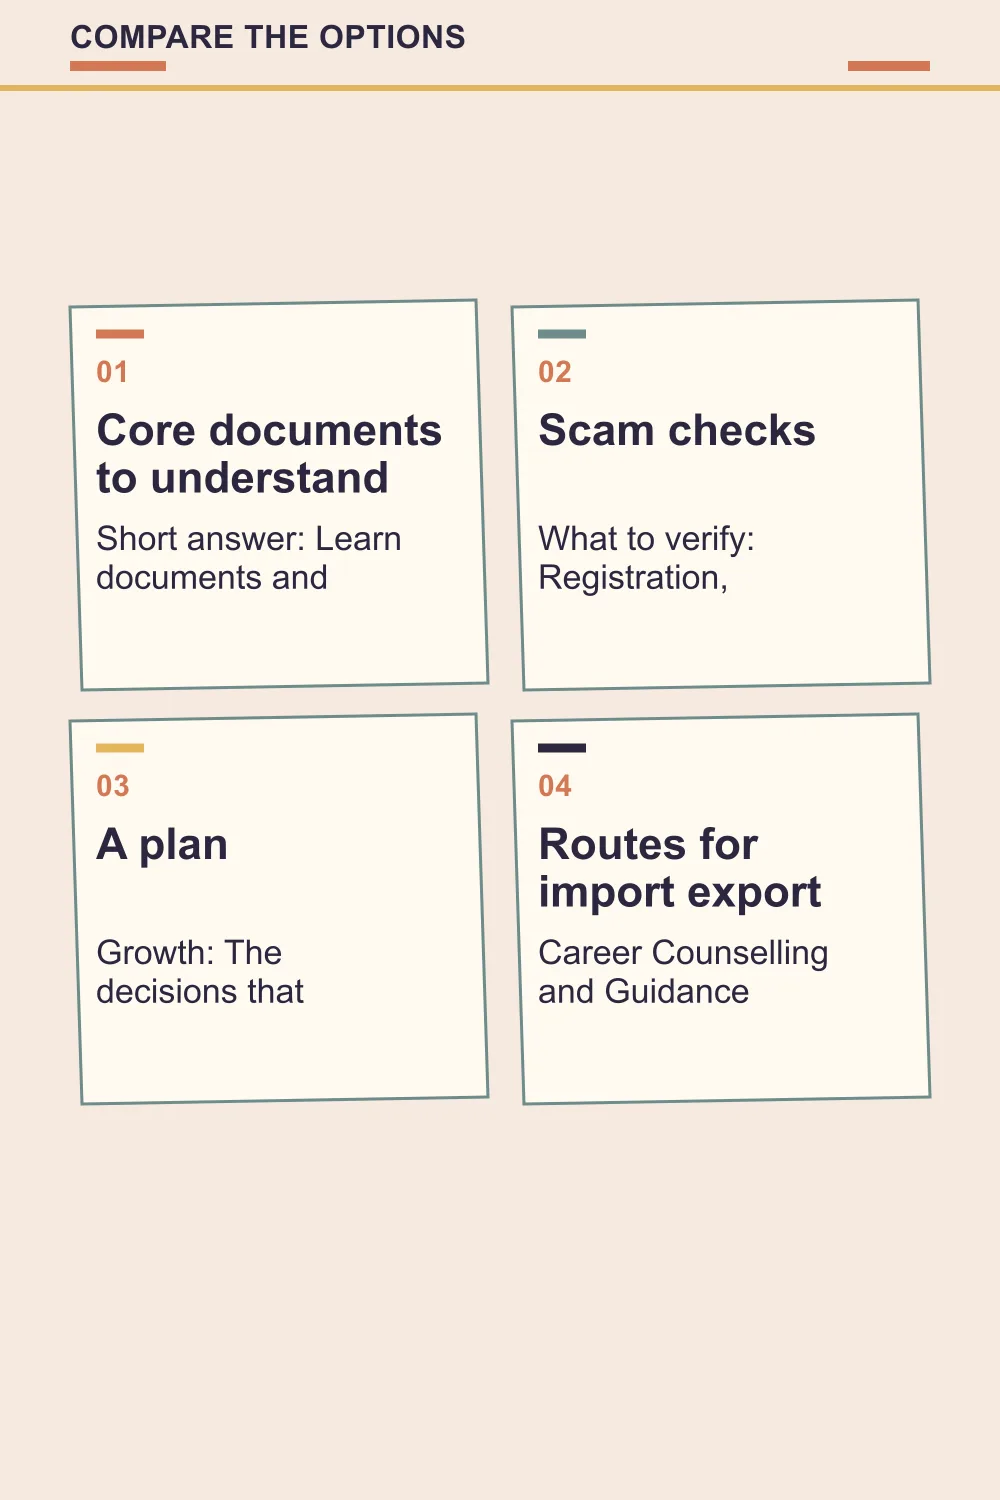 COMPARE THE OPTIONS
01
Core documents
to understand
Short answer: Learn
documents and
02
Scam checks
What to verify:
Registration,
03
A plan
Growth: The
decisions that
04
Routes for
import export
Career Counselling
and Guidance